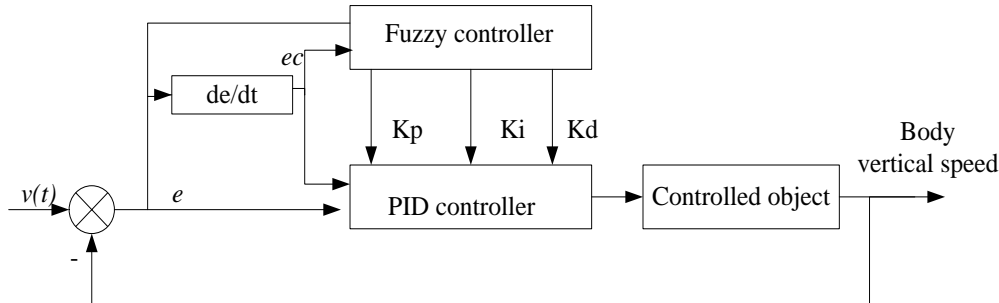 Fuzzy controller
ec
de/dt
Kp
Ki
Kd
Body
vertical speed
v(t)
e
PID controller
Controlled object
-